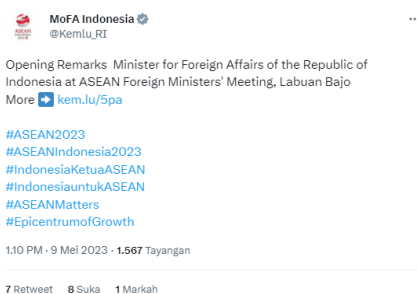 MoFA Indonesia
@Kemlu_RI
Opening Remarks Minister for Foreign Affairs of the Republic of
Indonesia at ASEAN Foreign Ministers' Meeting, Labuan Bajo
More ➡ kem.lu/5pa
#ASEAN2023
#ASEANIndonesia2023
#IndonesiaKetuaASEAN
#IndonesiauntukASEAN
#ASEANMatters
#EpicentrumofGrowth
1.10 PM · 9 Mei 2023 · 1.567 Tayangan
7 Retweet 8 Suka 1 Markah